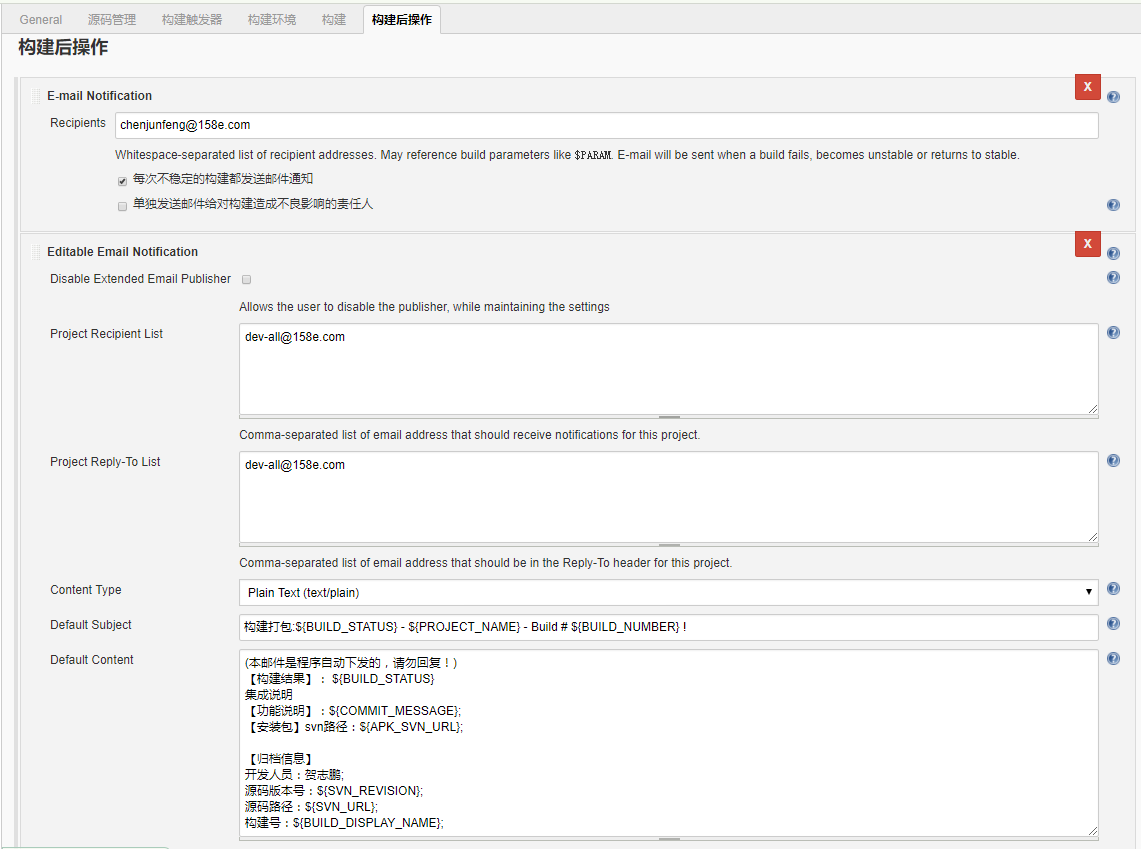 General 源码管理 构建触发器 构建环境 构建 构建后操作
构建后操作
E-mail Notification
X
Recipients chenjunfeng@158e.com
Whitespace-separated list of recipient addresses. May reference build parameters like $PARAM. E-mail will be sent when a build fails, becomes unstable or returns to stable.
每次不稳定的构建都发送邮件通知
单独发送邮件给对构建造成不良影响的责任人
Editable Email Notification
X
Disable Extended Email Publisher
Allows the user to disable the publisher, while maintaining the settings
Project Recipient List dev-all@158e.com
Comma-separated list of email address that should receive notifications for this project.
Project Reply-To List dev-all@158e.com
Comma-separated list of email address that should be in the Reply-To header for this project.
Content Type Plain Text (text/plain)
Default Subject 构建打包:${BUILD_STATUS} - ${PROJECT_NAME} - Build # ${BUILD_NUMBER} !
Default Content (本邮件是程序自动下发的，请勿回复！)
【构建结果】： ${BUILD_STATUS}
集成说明
【功能说明】：${COMMIT_MESSAGE};
【安装包】svn路径：${APK_SVN_URL};
【归档信息】
开发人员：贺志鹏;
源码版本号：${SVN_REVISION};
源码路径：${SVN_URL};
构建号：${BUILD_DISPLAY_NAME};